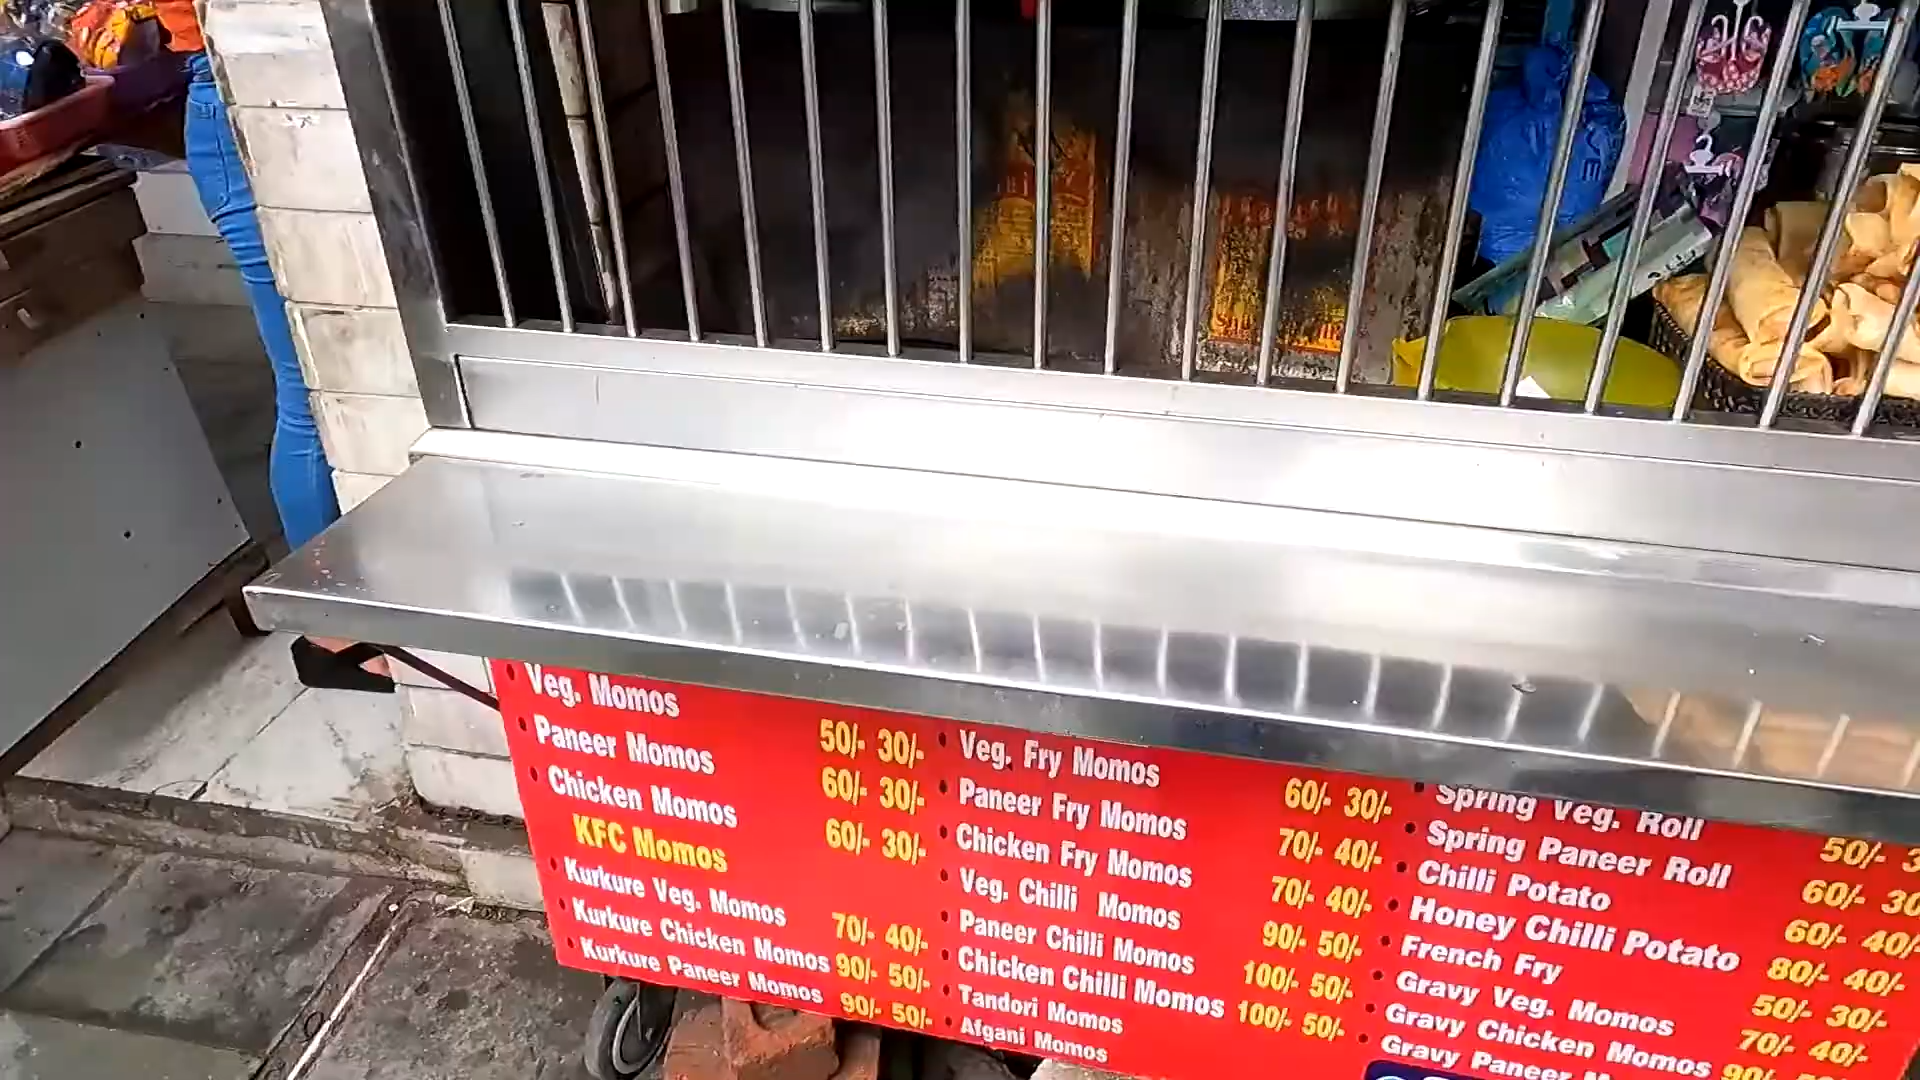 Veg. Momos 50/- 30/-
Paneer Momos 60/- 30/-
Chicken Momos 60/- 30/-
KFC Momos
Kurkure Veg. Momos 70/- 40/-
Kurkure Chicken Momos 90/- 50/-
Kurkure Paneer Momos 90/- 50/-
Veg. Fry Momos 60/- 30/-
Paneer Fry Momos 70/- 40/-
Chicken Fry Momos 70/- 40/-
Veg. Chilli Momos 90/- 50/-
Paneer Chilli Momos 100/- 50/-
Chicken Chilli Momos 100/- 50/-
Tandori Momos
Afgani Momos
Spring Veg. Roll 50/-
Spring Paneer Roll 60/- 30
Chilli Potato 60/- 40/-
Honey Chilli Potato 80/- 40/-
French Fry 50/- 30/-
Gravy Veg. Momos 70/- 40/-
Gravy Chicken Momos 90/-
Gravy Paneer